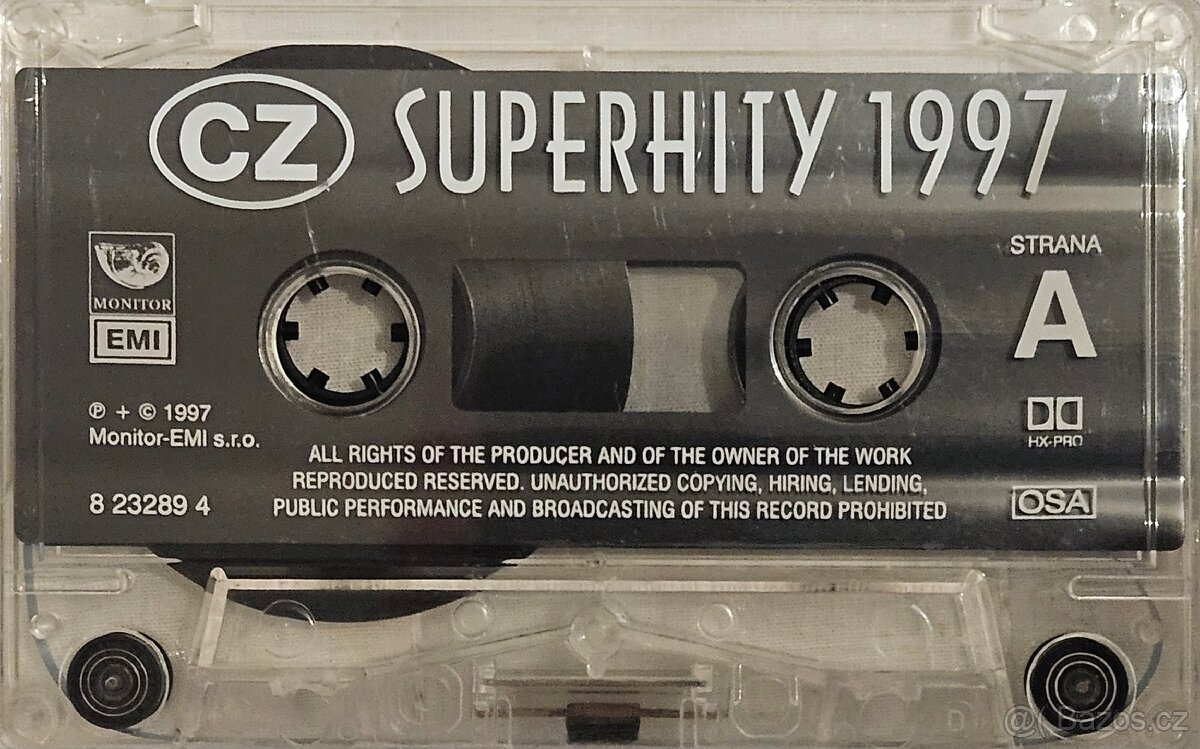 CZ SUPERHITY 1997
STRANA
A
MONITOR
EMI
℗ + © 1997
Monitor-EMI s.r.o.
8 23289 4
ALL RIGHTS OF THE PRODUCER AND OF THE OWNER OF THE WORK
REPRODUCED RESERVED. UNAUTHORIZED COPYING, HIRING, LENDING,
PUBLIC PERFORMANCE AND BROADCASTING OF THIS RECORD PROHIBITED
HX-PRO
OSA
Bazos.cz